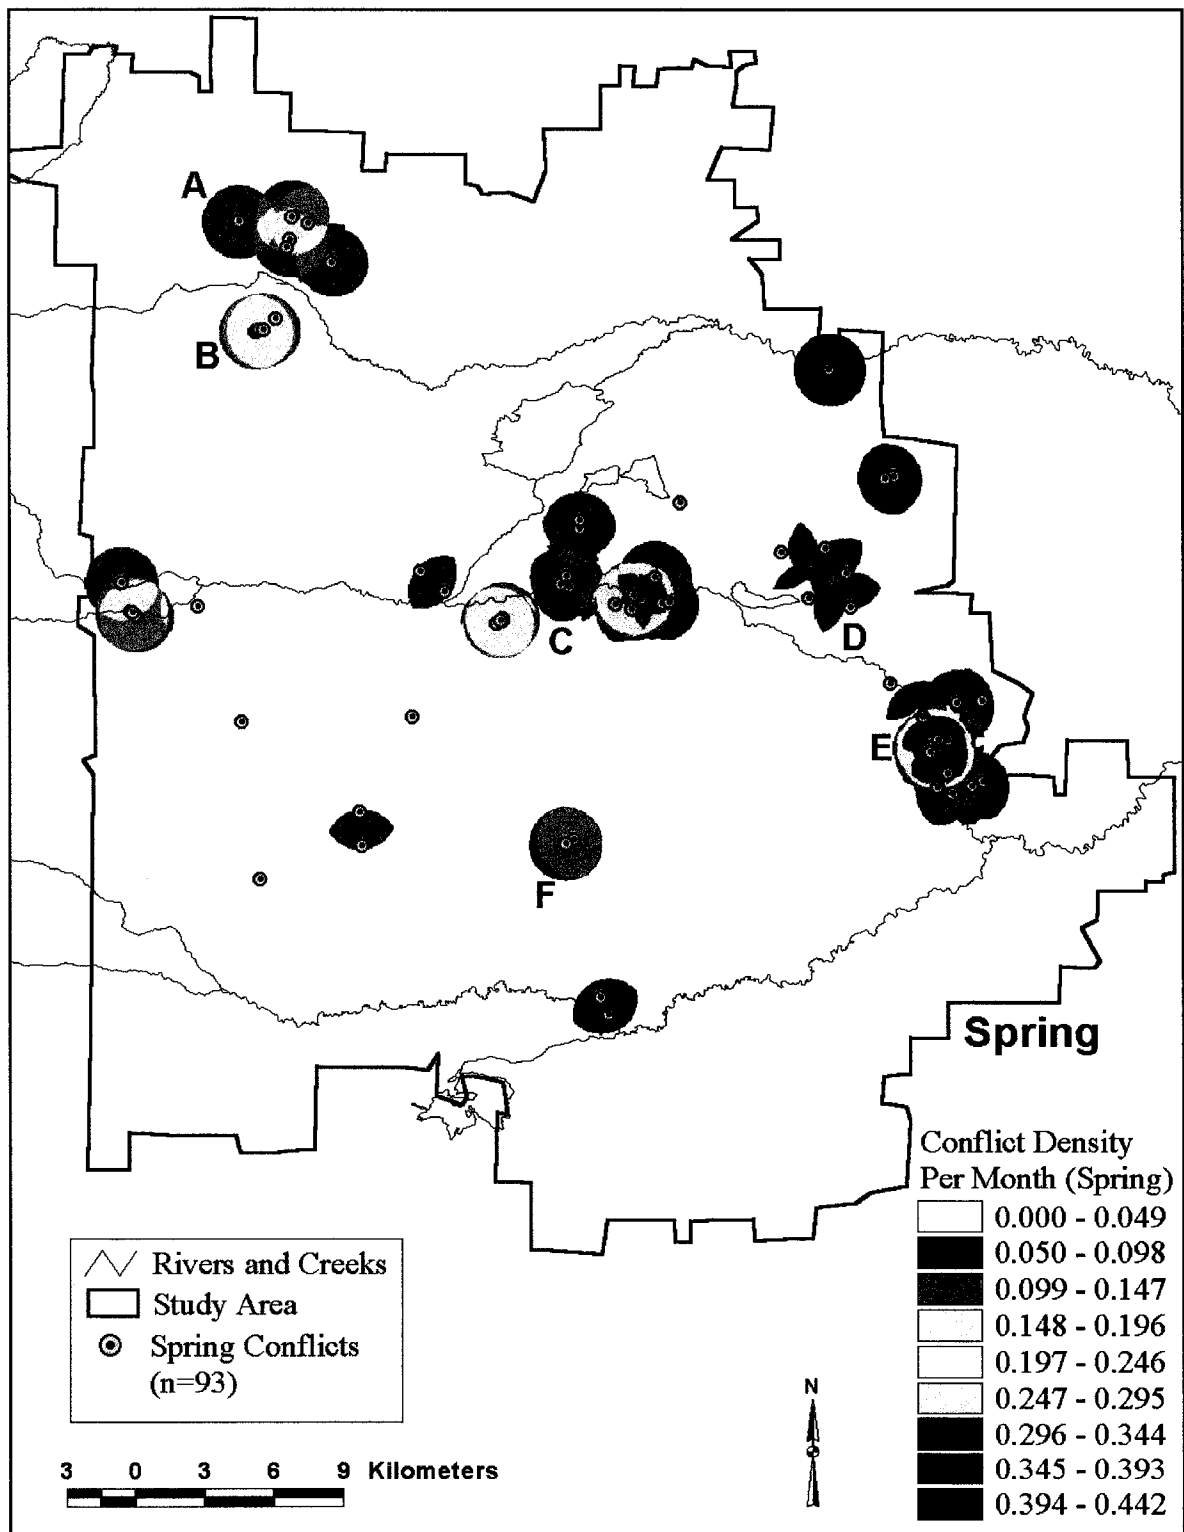 A
B
C
D
E
F
Spring
Conflict Density
Per Month (Spring)
0.000 - 0.049
0.050 - 0.098
0.099 - 0.147
0.148 - 0.196
0.197 - 0.246
0.247 - 0.295
0.296 - 0.344
0.345 - 0.393
0.394 - 0.442
Rivers and Creeks
Study Area
Spring Conflicts
(n=93)
N
3 0 3 6 9 Kilometers